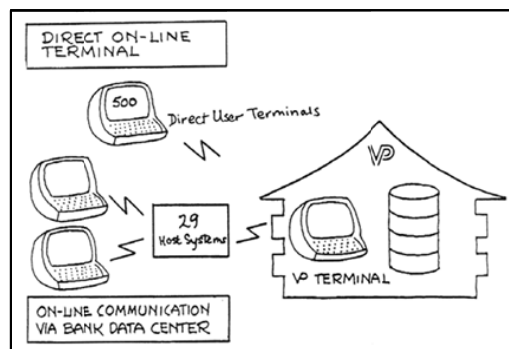 DIRECT ON-LINE
TERMINAL
500
Direct User Terminals
VP
29
Host Systems
VP TERMINAL
ON-LINE COMMUNICATION
VIA BANK DATA CENTER